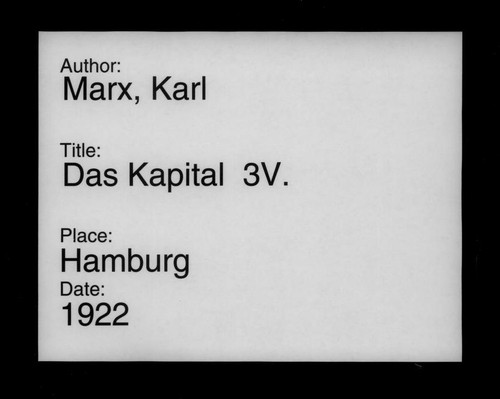 Author:
Marx, Karl
Title:
Das Kapital 3V.
Place:
Hamburg
Date:
1922